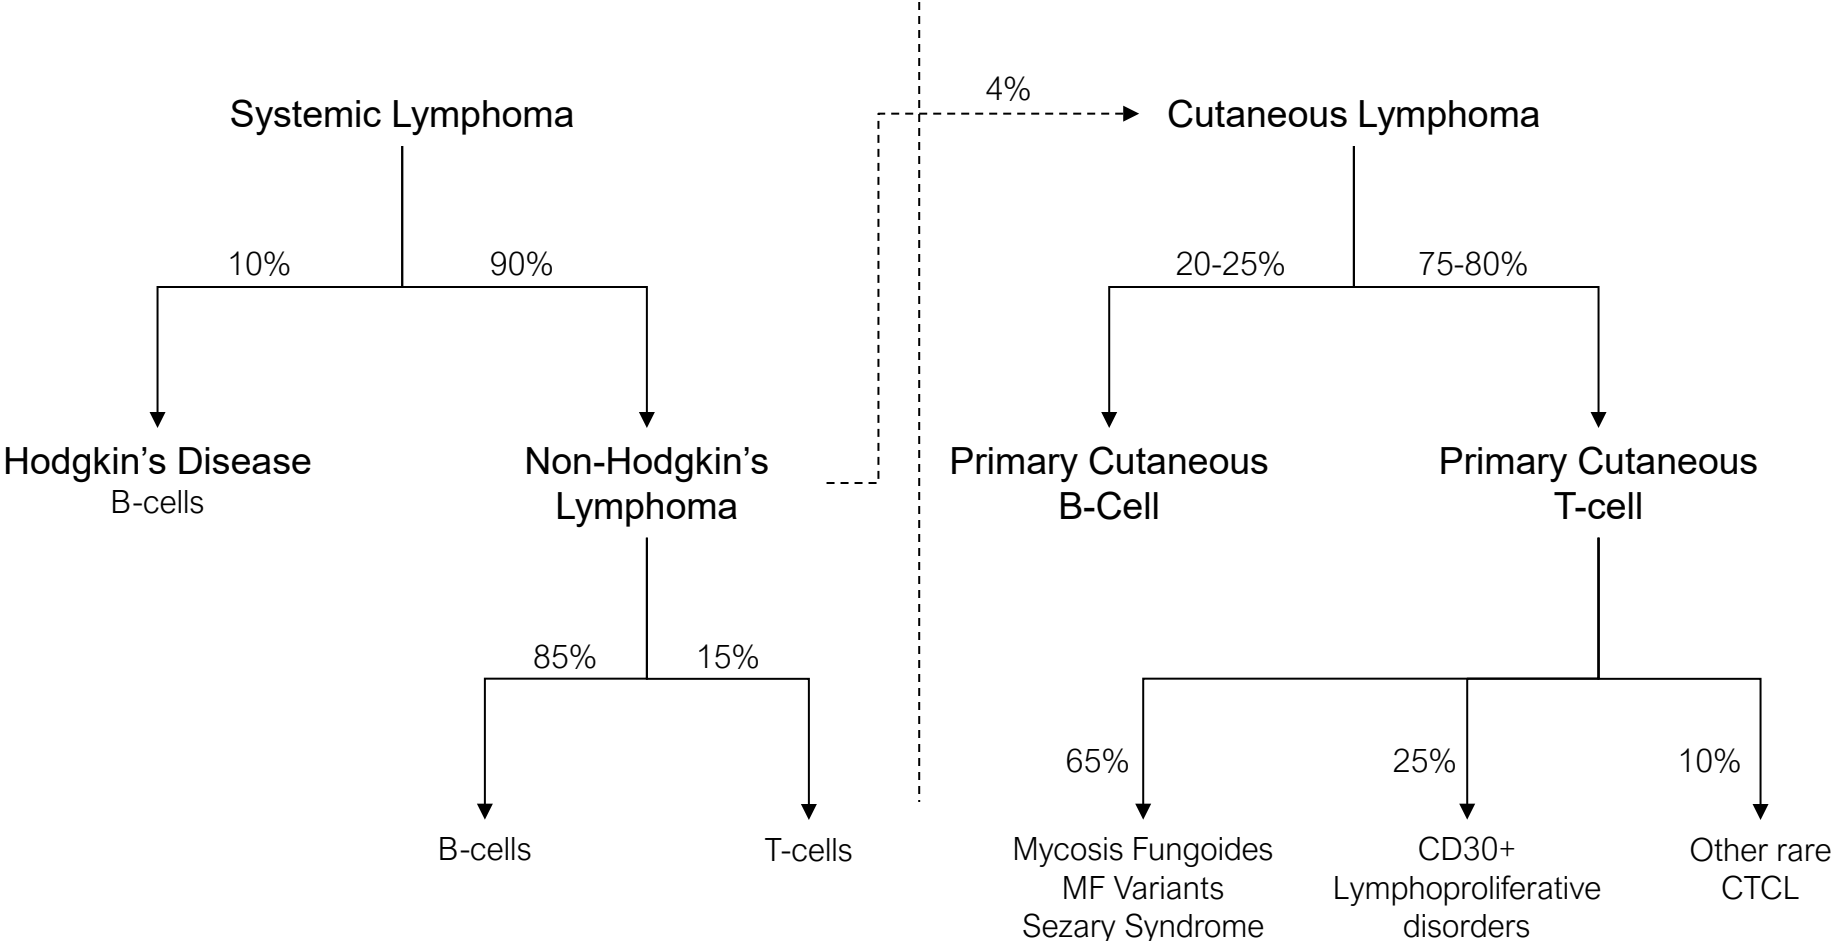 Systemic Lymphoma
10%
90%
Hodgkin’s Disease
B-cells
Non-Hodgkin’s
Lymphoma
85%
15%
B-cells
T-cells
4%
Cutaneous Lymphoma
20-25%
75-80%
Primary Cutaneous
B-Cell
Primary Cutaneous
T-cell
65%
25%
10%
Mycosis Fungoides
MF Variants
Sezary Syndrome
CD30+
Lymphoproliferative
disorders
Other rare
CTCL